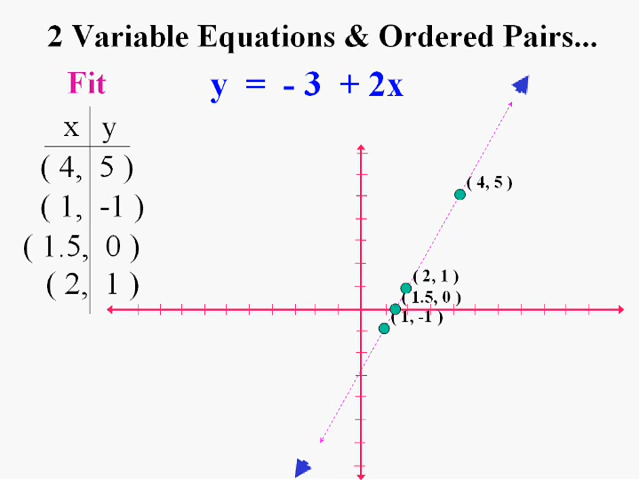 2 Variable Equations & Ordered Pairs...
Fit
y = - 3 + 2x
x y
( 4, 5 )
( 1, -1 )
( 1.5, 0 )
( 2, 1 )
( 4, 5 )
( 2, 1 )
( 1.5, 0 )
( 1, -1 )